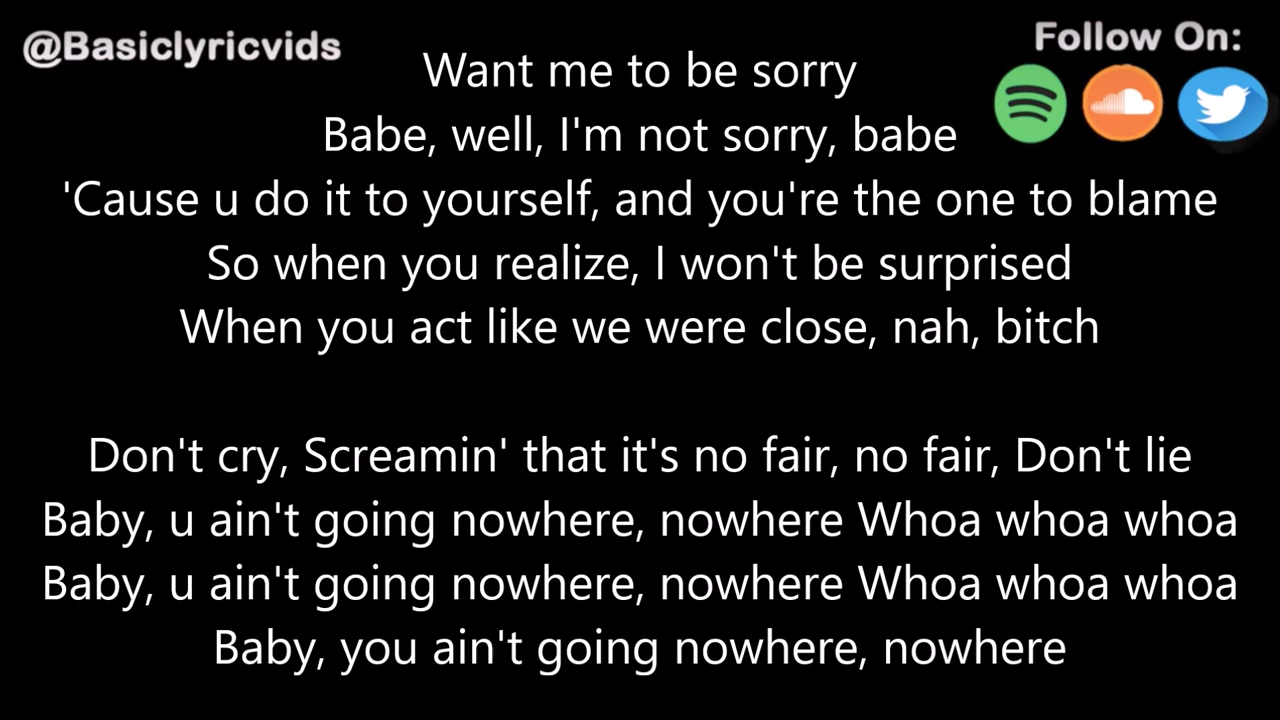 @Basiclyricvids
Follow On:
Want me to be sorry
Babe, well, I'm not sorry, babe
'Cause u do it to yourself, and you're the one to blame
So when you realize, I won't be surprised
When you act like we were close, nah, bitch
Don't cry, Screamin' that it's no fair, no fair, Don't lie
Baby, u ain't going nowhere, nowhere Whoa whoa whoa
Baby, u ain't going nowhere, nowhere Whoa whoa whoa
Baby, you ain't going nowhere, nowhere